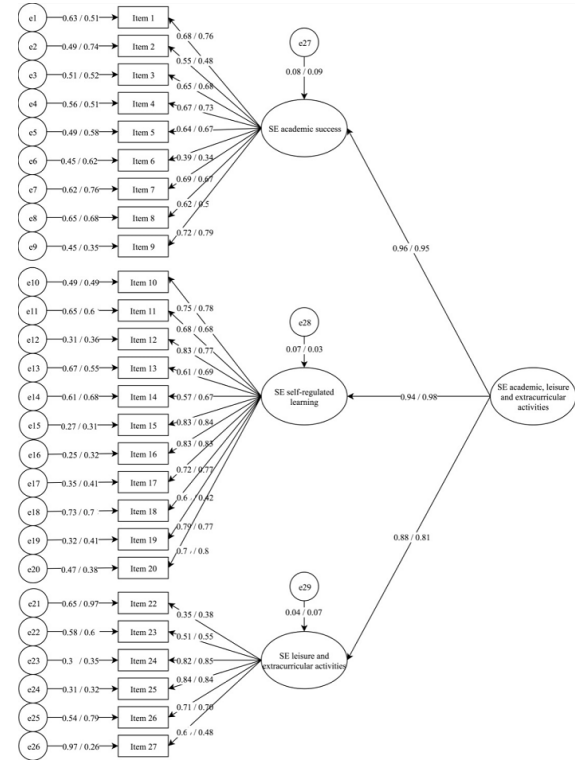 e1 0.63 / 0.51 Item 1
e2 0.49 / 0.74 Item 2
e3 0.51 / 0.52 Item 3
e4 0.56 / 0.51 Item 4
e5 0.49 / 0.58 Item 5
e6 0.45 / 0.62 Item 6
e7 0.62 / 0.76 Item 7
e8 0.65 / 0.68 Item 8
e9 0.45 / 0.35 Item 9
0.68 / 0.76
0.55 / 0.48
0.65 / 0.68
0.67 / 0.73
0.64 / 0.67
0.39 / 0.34
0.69 / 0.67
0.62 / 0.5
0.72 / 0.79
e27
0.08 / 0.09
SE academic success
0.96 / 0.95
e10 0.49 / 0.49 Item 10
e11 0.65 / 0.6 Item 11
e12 0.31 / 0.36 Item 12
e13 0.67 / 0.55 Item 13
e14 0.61 / 0.68 Item 14
e15 0.27 / 0.31 Item 15
e16 0.25 / 0.32 Item 16
e17 0.35 / 0.41 Item 17
e18 0.73 / 0.7 Item 18
e19 0.32 / 0.41 Item 19
e20 0.47 / 0.38 Item 20
0.75 / 0.78
0.68 / 0.68
0.83 / 0.77
0.61 / 0.69
0.57 / 0.67
0.83 / 0.84
0.83 / 0.83
0.72 / 0.77
0.42
0.79 / 0.77
/ 0.8
e28
0.07 / 0.03
SE self-regulated
learning
0.94 / 0.98
SE academic, leisure
and extracurricular
activities
0.88 / 0.81
e21 0.65 / 0.97 Item 22
e22 0.58 / 0.6 Item 23
e23 0.3 / 0.35 Item 24
e24 0.31 / 0.32 Item 25
e25 0.54 / 0.79 Item 26
e26 0.97 / 0.26 Item 27
0.35 / 0.38
0.51 / 0.55
0.82 / 0.85
0.84 / 0.84
0.71 / 0.70
/ 0.48
e29
0.04 / 0.07
SE leisure and
extracurricular activities